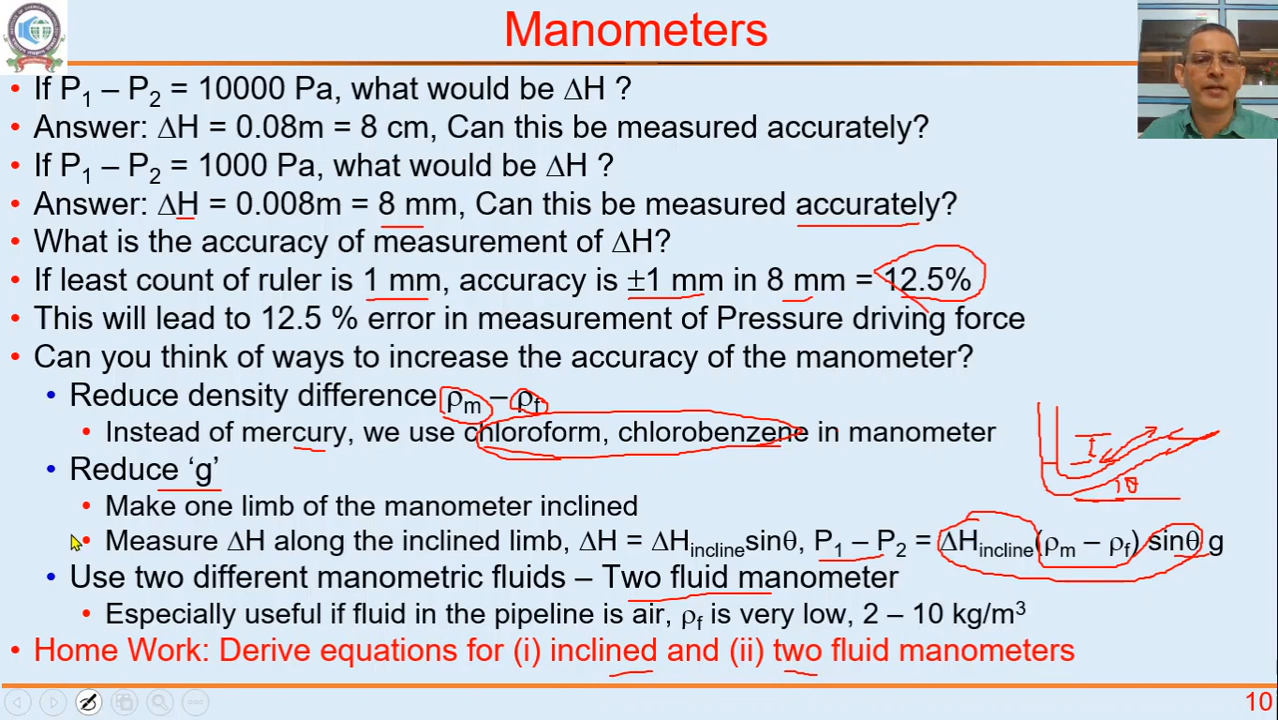 Manometers
• If P₁ – P₂ = 10000 Pa, what would be ΔH ?
• Answer: ΔH = 0.08m = 8 cm, Can this be measured accurately?
• If P₁ – P₂ = 1000 Pa, what would be ΔH ?
• Answer: ΔH = 0.008m = 8 mm, Can this be measured accurately?
• What is the accuracy of measurement of ΔH?
• If least count of ruler is 1 mm, accuracy is ±1 mm in 8 mm = 12.5%
• This will lead to 12.5 % error in measurement of Pressure driving force
• Can you think of ways to increase the accuracy of the manometer?
• Reduce density difference ρm – ρf
• Instead of mercury, we use chloroform, chlorobenzene in manometer
• Reduce ‘g’
• Make one limb of the manometer inclined
• Measure ΔH along the inclined limb, ΔH = ΔHincline sinθ, P₁ – P₂ = ΔHincline(ρm – ρf) sinθ g
θ
• Use two different manometric fluids – Two fluid manometer
• Especially useful if fluid in the pipeline is air, ρf is very low, 2 – 10 kg/m³
• Home Work: Derive equations for (i) inclined and (ii) two fluid manometers
10